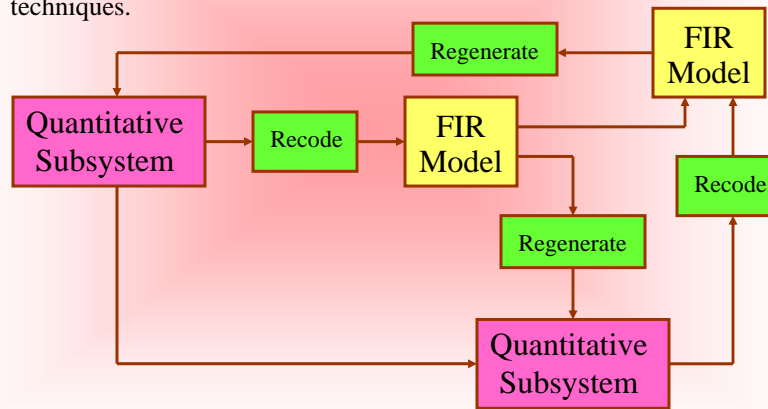 techniques.
Regenerate
FIR
Model
Quantitative
Subsystem
Recode
FIR
Model
Recode
Regenerate
Quantitative
Subsystem